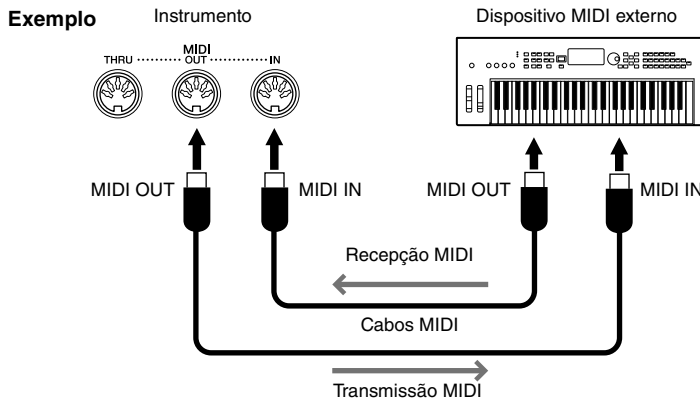 Exemplo
Instrumento
Dispositivo MIDI externo
MIDI
THRU OUT IN
MIDI OUT
MIDI IN
MIDI OUT
MIDI IN
Recepção MIDI
Cabos MIDI
Transmissão MIDI